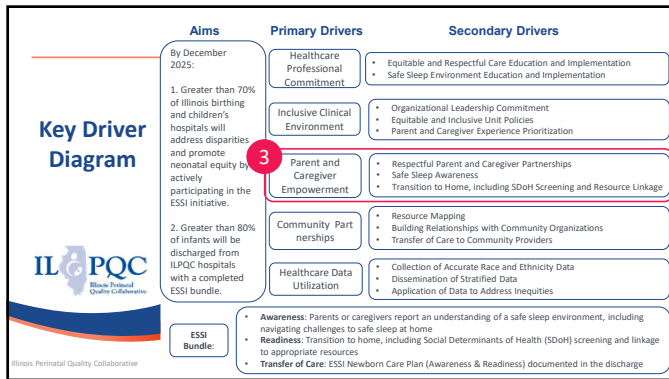 Aims
Primary Drivers
Secondary Drivers
Key Driver
Diagram
By December
2025:
1. Greater than 70%
of Illinois birthing
and children's
hospitals will
address disparities
and promote
neonatal equity by
actively
participating in the
ESSI initiative.
2. Greater than 80%
of infants will be
discharged from
ILPQC hospitals
with a completed
ESSI bundle.
Healthcare
Professional
Commitment
• Equitable and Respectful Care Education and Implementation
• Safe Sleep Environment Education and Implementation
Inclusive Clinical
Environment
• Organizational Leadership Commitment
• Equitable and Inclusive Unit Policies
• Parent and Caregiver Experience Prioritization
3
Parent and
Caregiver
Empowerment
• Respectful Parent and Caregiver Partnerships
• Safe Sleep Awareness
• Transition to Home, including SDoH Screening and Resource Linkage
Community Part
nerships
• Resource Mapping
• Building Relationships with Community Organizations
• Transfer of Care to Community Providers
Healthcare Data
Utilization
• Collection of Accurate Race and Ethnicity Data
• Dissemination of Stratified Data
• Application of Data to Address Inequities
ESSI
Bundle:
• Awareness: Parents or caregivers report an understanding of a safe sleep environment, including
navigating challenges to safe sleep at home
• Readiness: Transition to home, including Social Determinants of Health (SDoH) screening and linkage
to appropriate resources
• Transfer of Care: ESSI Newborn Care Plan (Awareness & Readiness) documented in the discharge
IL PQC
Illinois Perinatal
Quality Collaborative
Illinois Perinatal Quality Collaborative